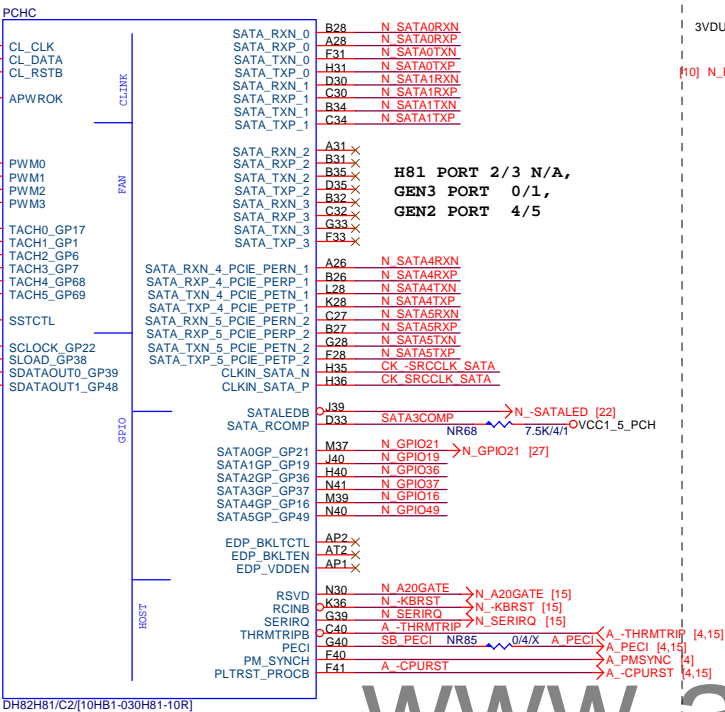 PCHC
CL_CLK
CL_DATA
CL_RSTB
APWROK
CLINK
PWM0
PWM1
PWM2
PWM3
FAN
TACH0_GP17
TACH1_GP1
TACH2_GP6
TACH3_GP7
TACH4_GP68
TACH5_GP69
SSTCTL
SCLOCK_GP22
SLOAD_GP38
SDATAOUT0_GP39
SDATAOUT1_GP48
GPIO
HOST
SATA_RXN_0 B28 N_SATA0RXN
SATA_RXP_0 A28 N_SATA0RXP
SATA_TXN_0 F31 N_SATA0TXN
SATA_TXP_0 H31 N_SATA0TXP
SATA_RXN_1 D30 N_SATA1RXN
SATA_RXP_1 C30 N_SATA1RXP
SATA_TXN_1 B34 N_SATA1TXN
SATA_TXP_1 C34 N_SATA1TXP
SATA_RXN_2 A31
SATA_RXP_2 B31
SATA_TXN_2 B35
SATA_TXP_2 D35
SATA_RXN_3 B32
SATA_RXP_3 C32
SATA_TXN_3 G33
SATA_TXP_3 F33
H81 PORT 2/3 N/A,
GEN3 PORT 0/1,
GEN2 PORT 4/5
SATA_RXN_4_PCIE_PERN_1 A26 N_SATA4RXN
SATA_RXP_4_PCIE_PERP_1 B26 N_SATA4RXP
SATA_TXN_4_PCIE_PETN_1 L28 N_SATA4TXN
SATA_TXP_4_PCIE_PETP_1 K28 N_SATA4TXP
SATA_RXN_5_PCIE_PERN_2 C27 N_SATA5RXN
SATA_RXP_5_PCIE_PERP_2 B27 N_SATA5RXP
SATA_TXN_5_PCIE_PETN_2 G28 N_SATA5TXN
SATA_TXP_5_PCIE_PETP_2 F28 N_SATA5TXP
CLKIN_SATA_N H35 CK_-SRCCLK_SATA
CLKIN_SATA_P H36 CK_SRCCLK_SATA
SATALEDB J39 N_-SATALED [22]
SATA_RCOMP D33 SATA3COMP NR68 7.5K/4/1 VCC1_5_PCH
SATA0GP_GP21 M37 N_GPIO21 N_GPIO21 [27]
SATA1GP_GP19 J40 N_GPIO19
SATA2GP_GP36 H40 N_GPIO36
SATA3GP_GP37 N41 N_GPIO37
SATA4GP_GP16 M39 N_GPIO16
SATA5GP_GP49 N40 N_GPIO49
EDP_BKLTCTL AP2
EDP_BKLTEN AT2
EDP_VDDEN AP1
RSVD N30 N_A20GATE N_A20GATE [15]
RCINB K36 N_-KBRST N_-KBRST [15]
SERIRQ G39 N_SERIRQ N_SERIRQ [15]
THRMTRIPB C40 A_-THRMTRIP A_-THRMTRIP [4,15]
PECI G40 SB_PECI NR85 0/4/X A_PECI A_PECI [4,15]
PM_SYNCH F40 A_PMSYNC [4]
PLTRST_PROCB F41 A_-CPURST A_-CPURST [4,15]
DH82H81/C2/[10HB1-030H81-10R]
3VDU
[10] N_
www.